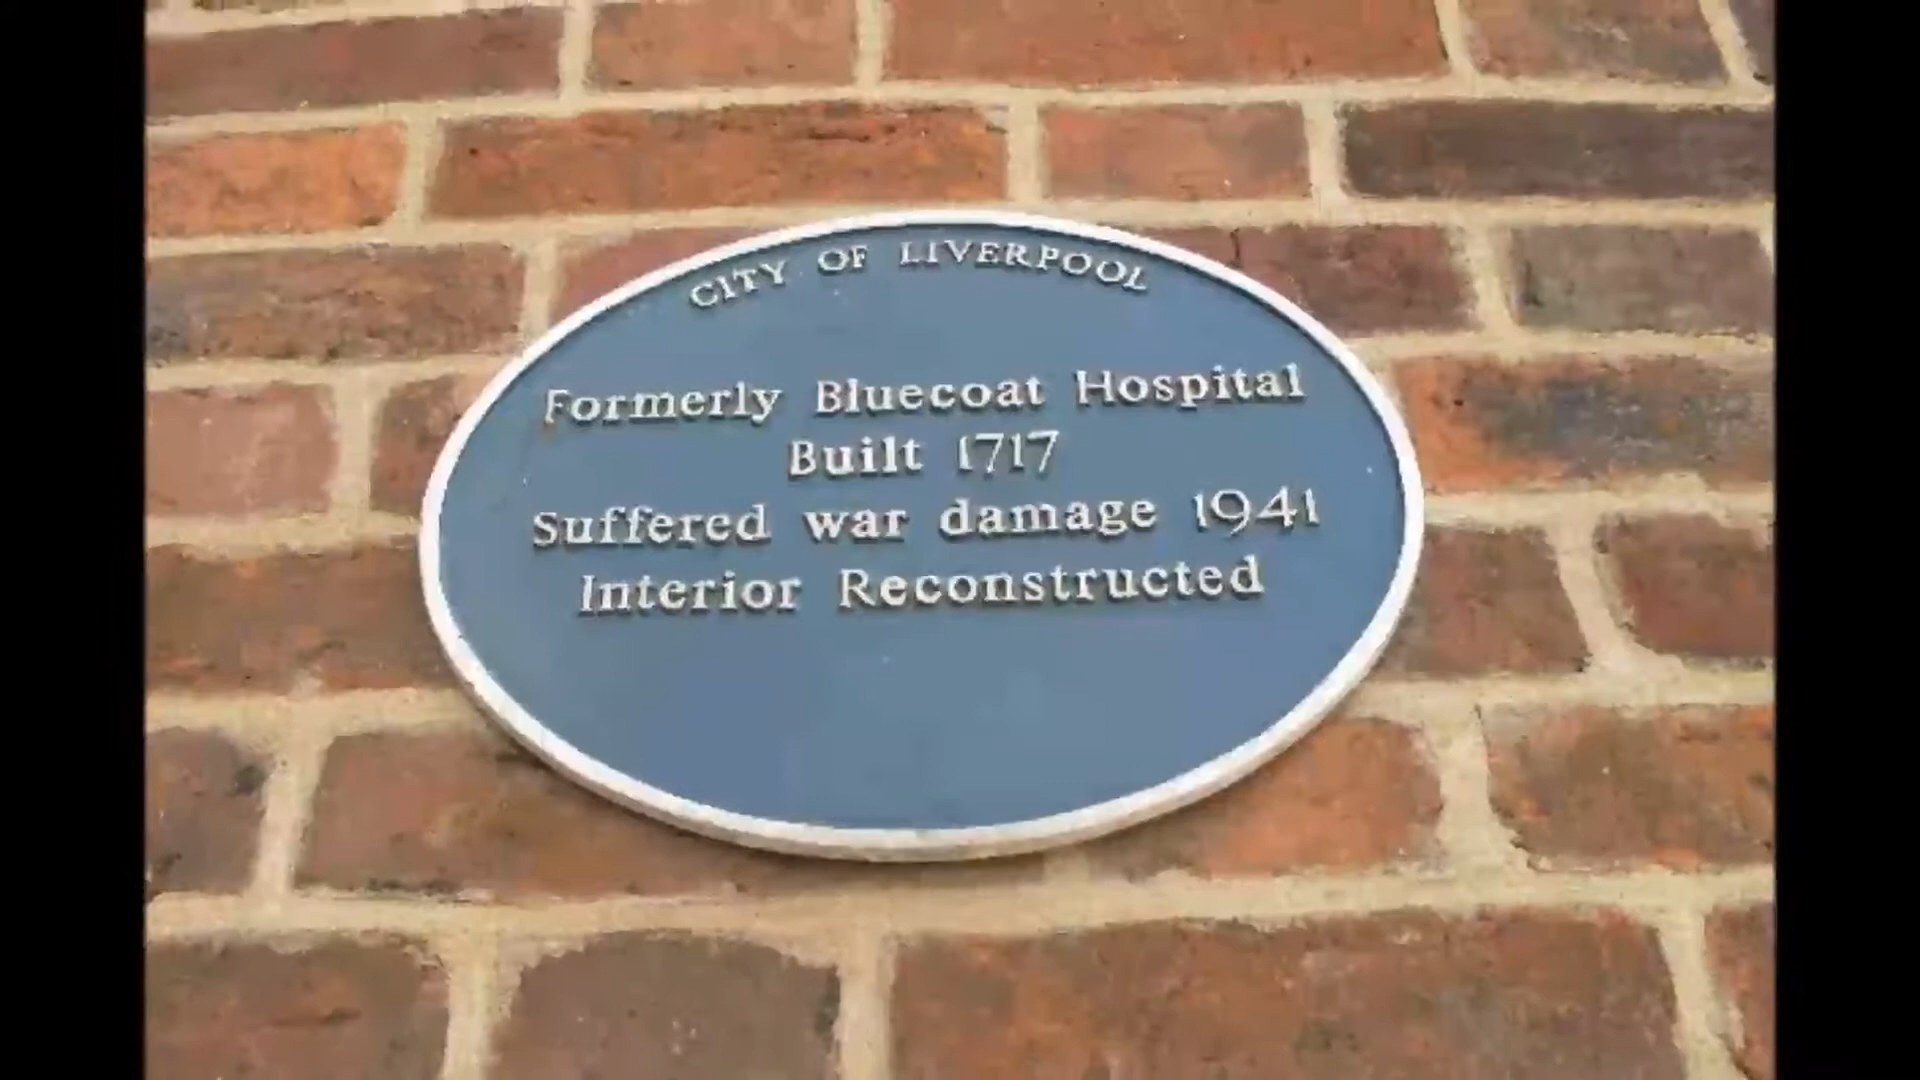 CITY OF LIVERPOOL
Formerly Bluecoat Hospital
Built 1717
Suffered war damage 1941
Interior Reconstructed